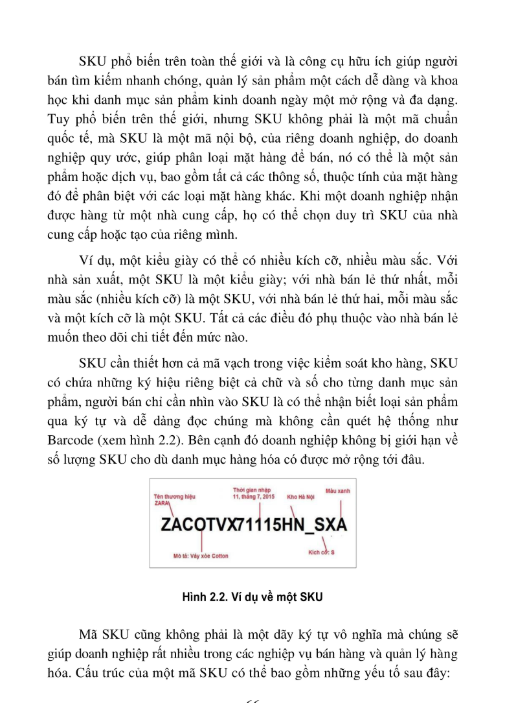 SKU phổ biến trên toàn thế giới và là công cụ hữu ích giúp người
bán tìm kiếm nhanh chóng, quản lý sản phẩm một cách dễ dàng và khoa
học khi danh mục sản phẩm kinh doanh ngày một mở rộng và đa dạng.
Tuy phổ biến trên thế giới, nhưng SKU không phải là một mã chuẩn
quốc tế, mà SKU là một mã nội bộ, của riêng doanh nghiệp, do doanh
nghiệp quy ước, giúp phân loại mặt hàng để bán, nó có thể là một sản
phẩm hoặc dịch vụ, bao gồm tất cả các thông số, thuộc tính của mặt hàng
đó để phân biệt với các loại mặt hàng khác. Khi một doanh nghiệp nhận
được hàng từ một nhà cung cấp, họ có thể chọn duy trì SKU của nhà
cung cấp hoặc tạo của riêng mình.
Ví dụ, một kiểu giày có thể có nhiều kích cỡ, nhiều màu sắc. Với
nhà sản xuất, một SKU là một kiểu giày; với nhà bán lẻ thứ nhất, mỗi
màu sắc (nhiều kích cỡ) là một SKU, với nhà bán lẻ thứ hai, mỗi màu sắc
và một kích cỡ là một SKU. Tất cả các điều đó phụ thuộc vào nhà bán lẻ
muốn theo dõi chi tiết đến mức nào.
SKU cần thiết hơn cả mã vạch trong việc kiểm soát kho hàng, SKU
có chứa những ký hiệu riêng biệt cả chữ và số cho từng danh mục sản
phẩm, người bán chỉ cần nhìn vào SKU là có thể nhận biết loại sản phẩm
qua ký tự và dễ dàng đọc chúng mà không cần quét hệ thống như
Barcode (xem hình 2.2). Bên cạnh đó doanh nghiệp không bị giới hạn về
số lượng SKU cho dù danh mục hàng hóa có được mở rộng tới đâu.
Tên thương hiệu
ZARA
Thời gian nhập
11, tháng 7, 2015
Kho Hà Nội
Màu xanh
ZACOTVX71115HN_SXA
Mô tả: Váy xòe Cotton
Kích cỡ: S
Hình 2.2. Ví dụ về một SKU
Mã SKU cũng không phải là một dãy ký tự vô nghĩa mà chúng sẽ
giúp doanh nghiệp rất nhiều trong các nghiệp vụ bán hàng và quản lý hàng
hóa. Cấu trúc của một mã SKU có thể bao gồm những yếu tố sau đây: